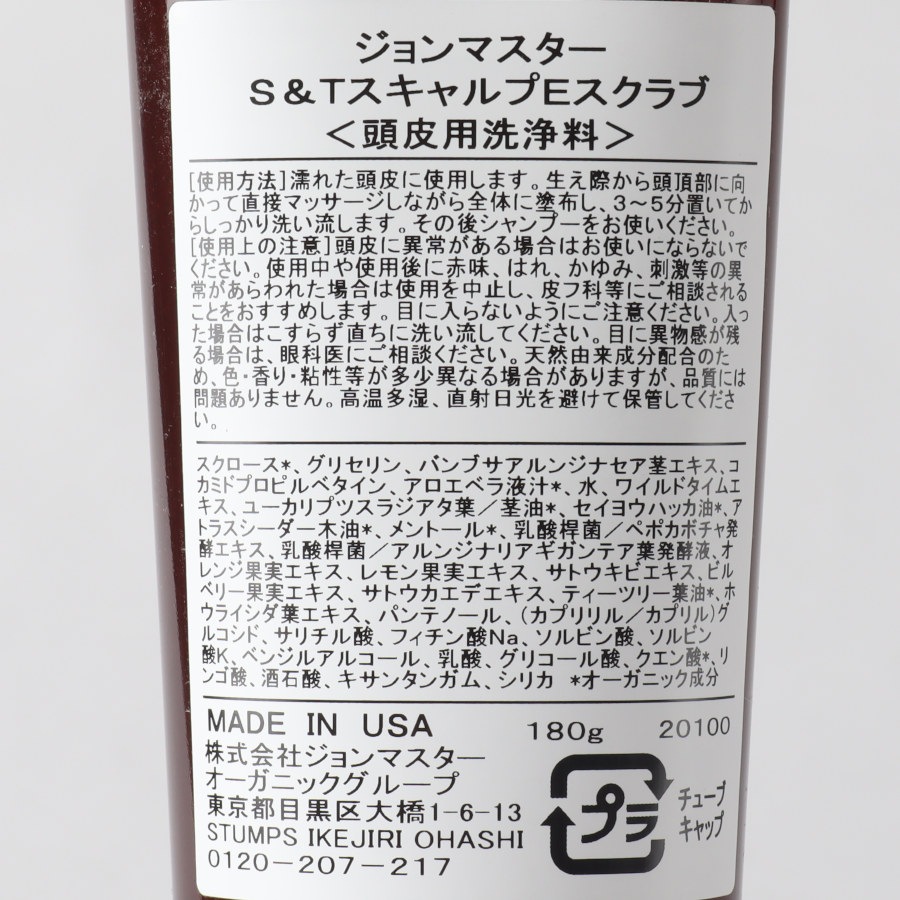 ジョンマスター
S&TスキャルプEスクラブ
<頭皮用洗浄料>
[使用方法]濡れた頭皮に使用します。生え際から頭頂部に向
かって直接マッサージしながら全体に塗布し、3〜5分置いてか
らしっかり洗い流します。その後シャンプーをお使いください。
[使用上の注意]頭皮に異常がある場合はお使いにならないで
ください。使用中や使用後に赤味、はれ、かゆみ、刺激等の異
常があらわれた場合は使用を中止し、皮フ科等にご相談される
ことをおすすめします。目に入らないようにご注意ください。入っ
た場合はこすらず直ちに洗い流してください。目に異物感が残
る場合は、眼科医にご相談ください。天然由来成分配合のた
め、色・香り・粘性等が多少異なる場合がありますが、品質には
問題ありません。高温多湿、直射日光を避けて保管してくださ
い。
スクロース*、グリセリン、バンブサアルンジナセア茎エキス、コ
カミドプロピルベタイン、アロエベラ液汁*、水、ワイルドタイムエ
キス、ユーカリプツスラジアタ葉/茎油*、セイヨウハッカ油*、ア
トラスシーダー木油*、メントール*、乳酸桿菌/ペポカボチャ発
酵エキス、乳酸桿菌/アルンジナリアギガンテア葉発酵液、オ
レンジ果実エキス、レモン果実エキス、サトウキビエキス、ビル
ベリー果実エキス、サトウカエデエキス、ティーツリー葉油*、ホ
ウライシダ葉エキス、パンテノール、(カプリリル/カプリル)グ
ルコシド、サリチル酸、フィチン酸Na、ソルビン酸、ソルビン
酸K、ベンジルアルコール、乳酸、グリコール酸、クエン酸*、リ
ンゴ酸、酒石酸、キサンタンガム、シリカ *オーガニック成分
MADE IN USA 180g 20100
株式会社ジョンマスター
オーガニックグループ
東京都目黒区大橋1-6-13
STUMPS IKEJIRI OHASHI
0120-207-217
プラ
チューブ
キャップ